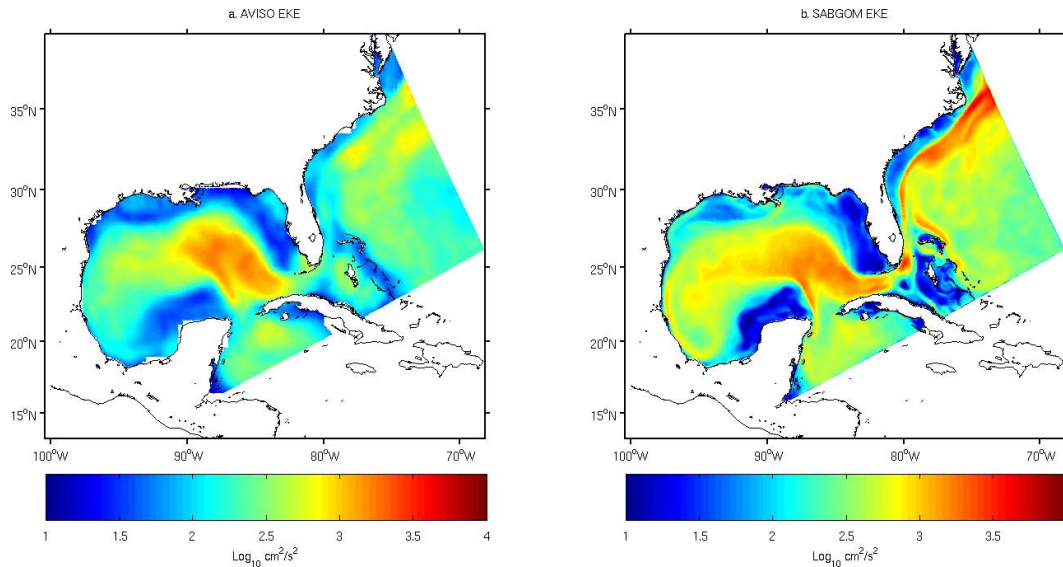 a. AVISO EKE
35°N
30°N
25°N
20°N
15°N
100°W
90°W
80°W
70°W
1
1.5
2
2.5
3
3.5
4
Log10 cm2/s2
b. SABGOM EKE
35°N
30°N
25°N
20°N
15°N
100°W
90°W
80°W
70°W
1
1.5
2
2.5
3
3.5
Log10 cm2/s2